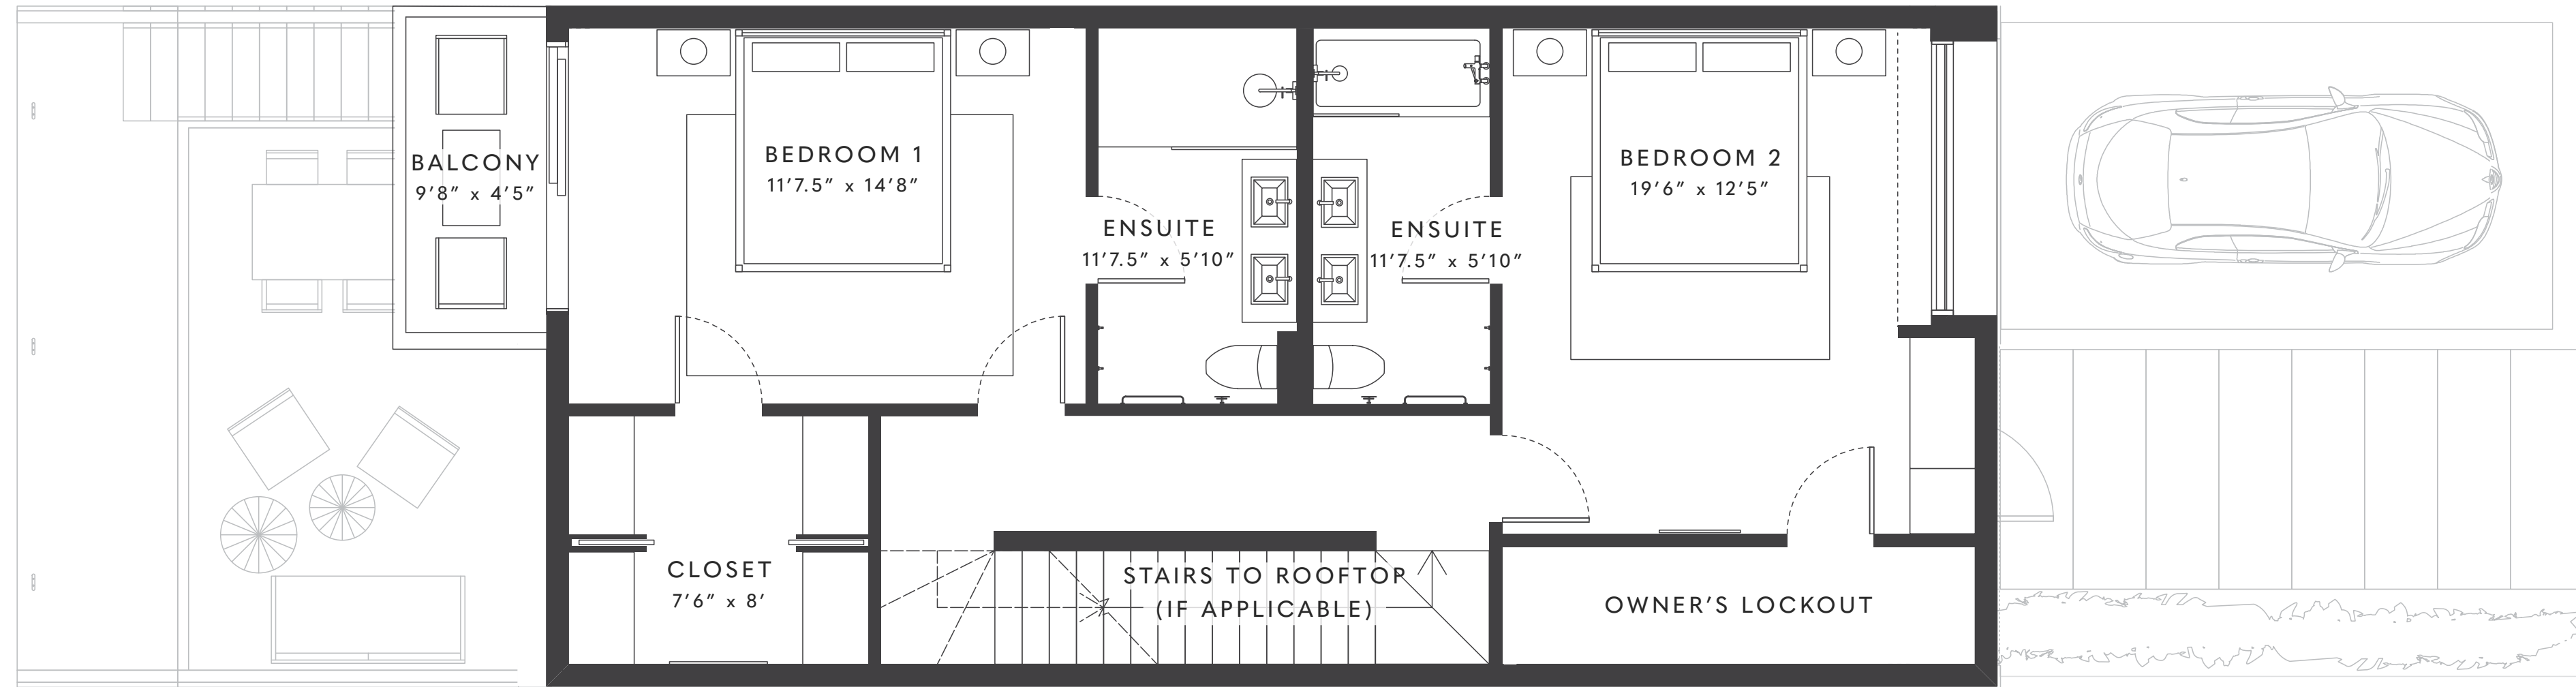 BALCONY
9'8" x 4'5"
BEDROOM 1
11'7.5" x 14'8"
ENSUITE
11'7.5" x 5'10"
ENSUITE
11'7.5" x 5'10"
BEDROOM 2
19'6" x 12'5"
CLOSET
7'6" x 8'
STAIRS TO ROOFTOP
(IF APPLICABLE)
OWNER'S LOCKOUT